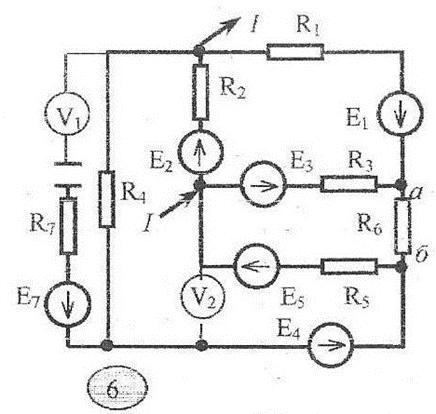 I
R₁
V₁
R₂
E₁
E₂
E₃
R₃
а
R₄
I
R₇
R₆
б
V₂
E₅
R₅
E₇
E₄
6